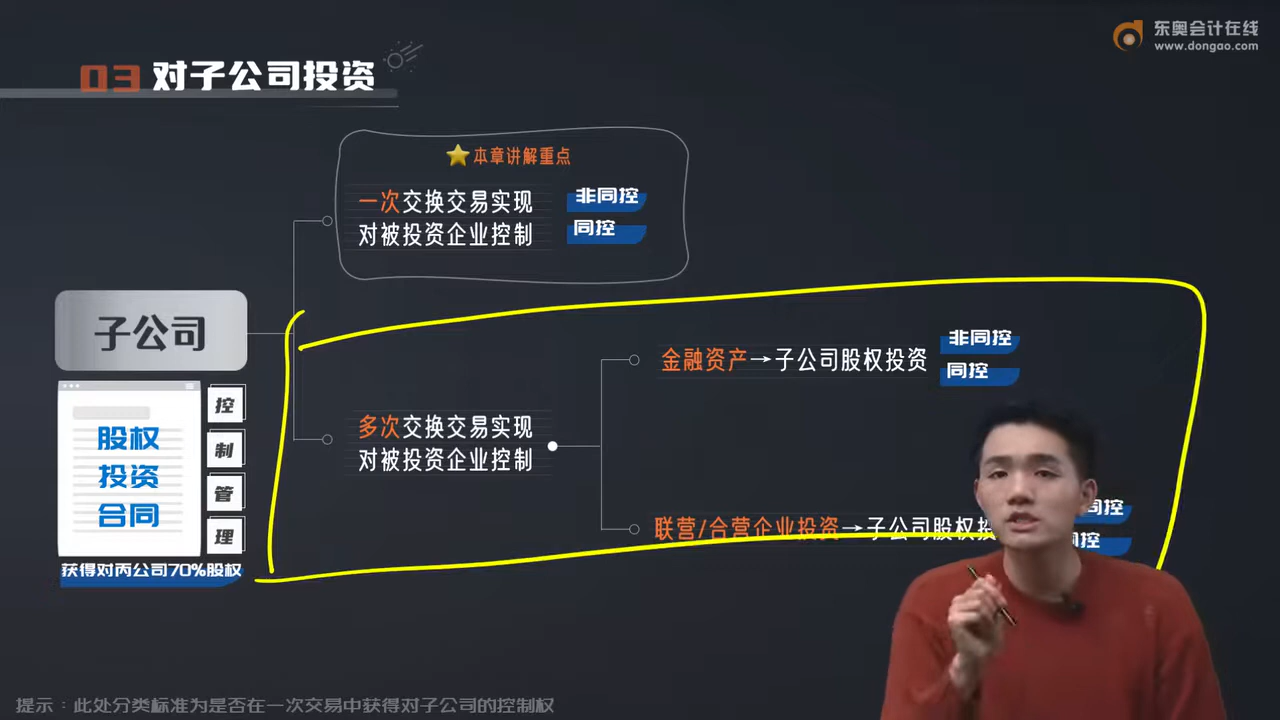 东奥会计在线
www.dongao.com
03 对子公司投资
本章讲解重点
一次交换交易实现
对被投资企业控制
非同控
同控
子公司
股权
投资
合同
控
制
管
理
获得对丙公司70%股权
多次交换交易实现
对被投资企业控制
金融资产→子公司股权投资
非同控
同控
联营/合营企业投资→子公司股权投
同控
控
提示：此处分类标准为是否在一次交易中获得对子公司的控制权